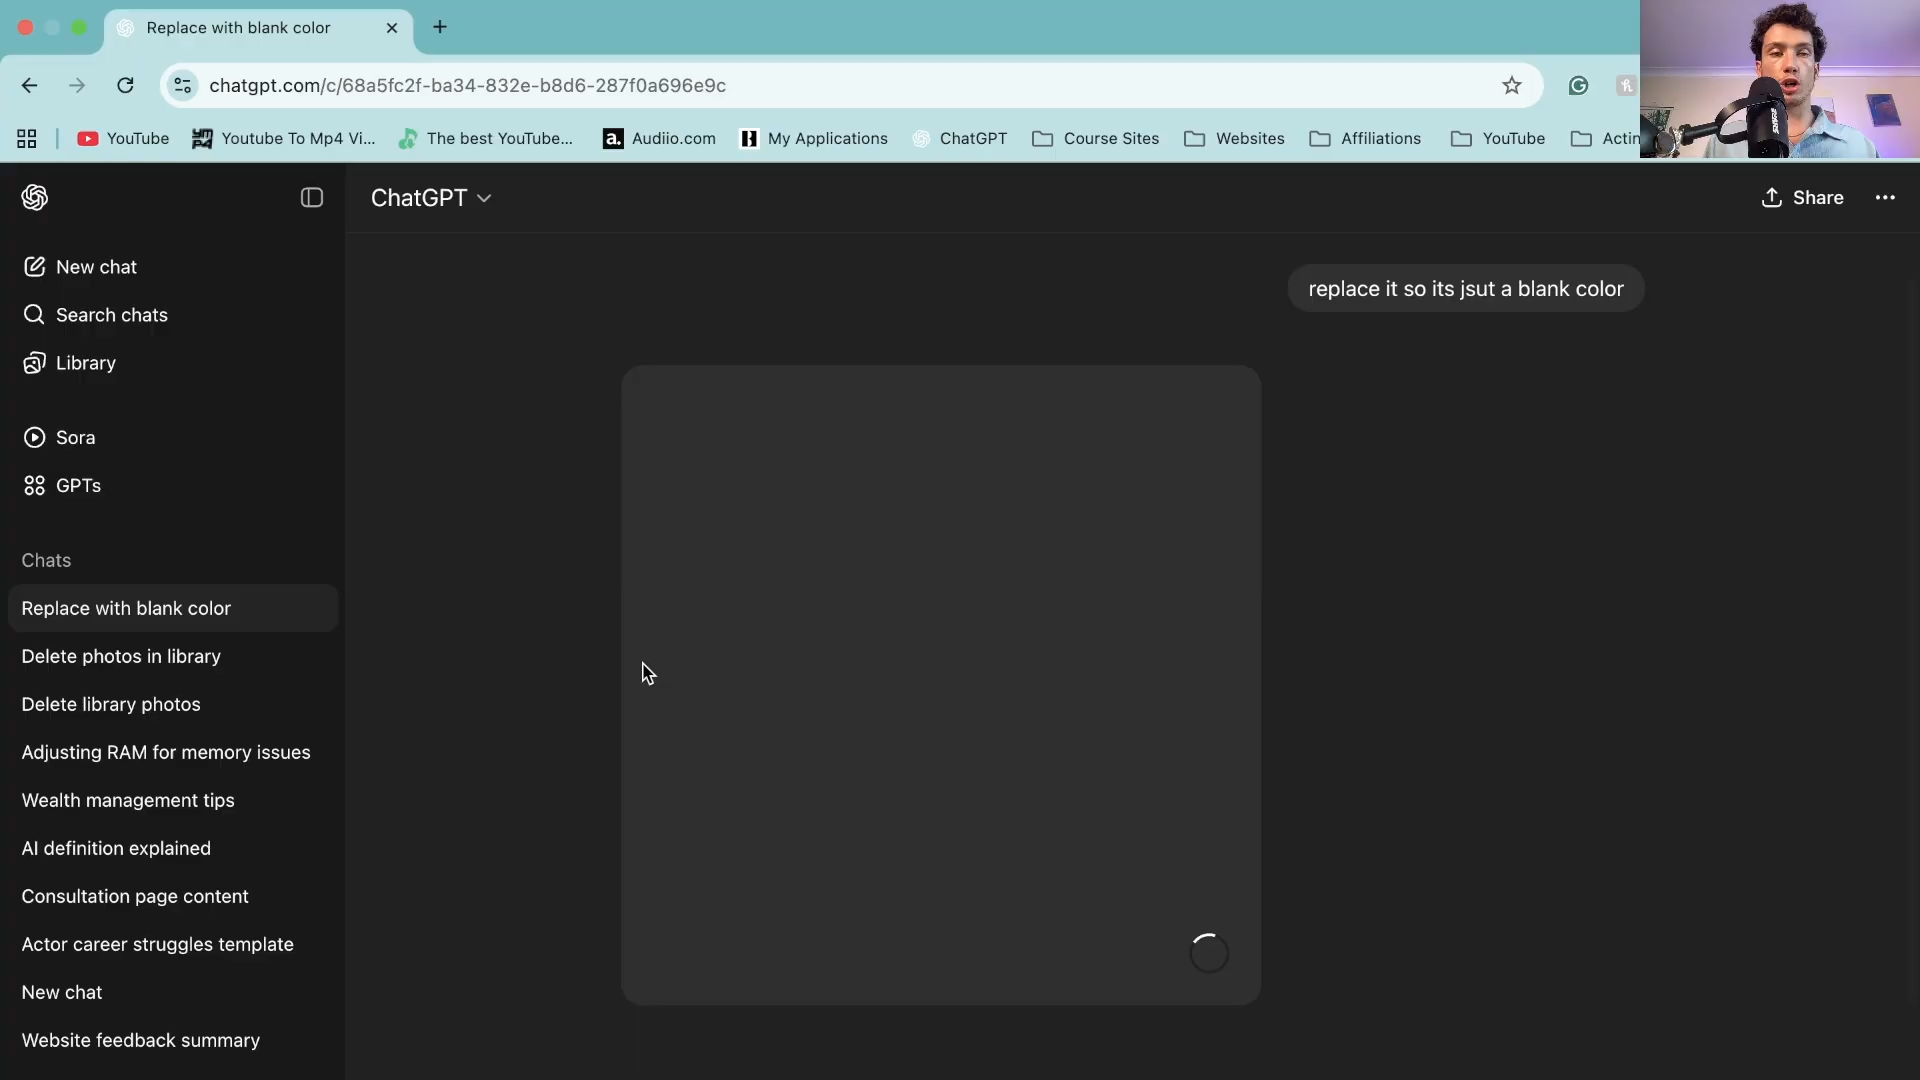 Replace with blank color
chatgpt.com/c/68a5fc2f-ba34-832e-b8d6-287f0a696e9c
YouTube
Youtube To Mp4 Vi...
The best YouTube...
Audiio.com
My Applications
ChatGPT
Course Sites
Websites
Affiliations
YouTube
Actin
ChatGPT
Share
New chat
Search chats
Library
Sora
GPTs
Chats
Replace with blank color
Delete photos in library
Delete library photos
Adjusting RAM for memory issues
Wealth management tips
AI definition explained
Consultation page content
Actor career struggles template
New chat
Website feedback summary
replace it so its jsut a blank color